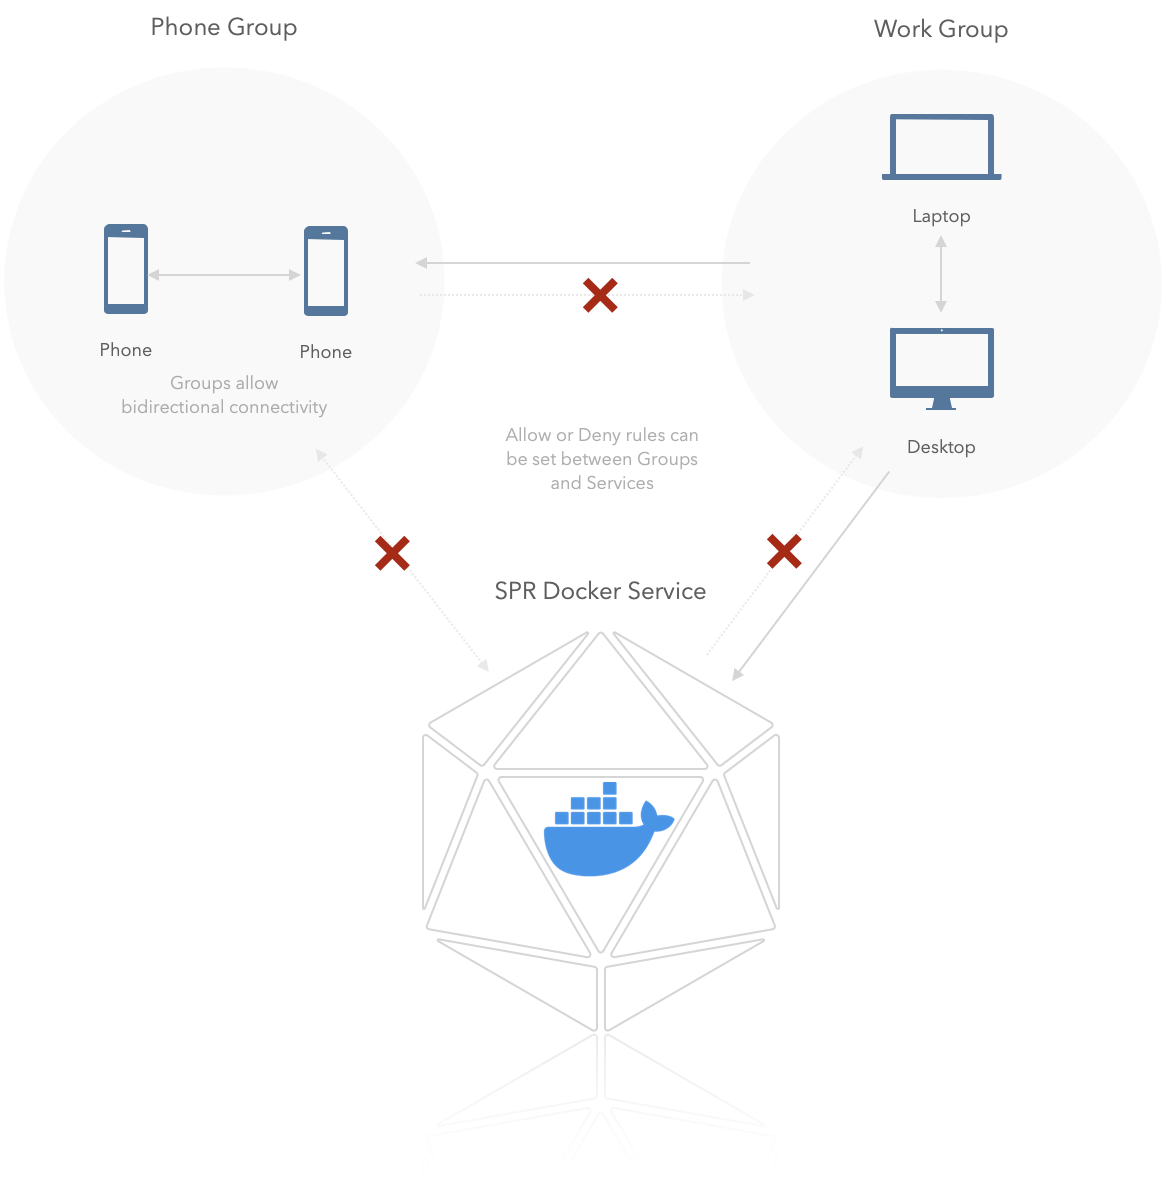 Phone Group
Work Group
Laptop
Phone
Phone
Groups allow
bidirectional connectivity
Allow or Deny rules can
be set between Groups
and Services
Desktop
SPR Docker Service